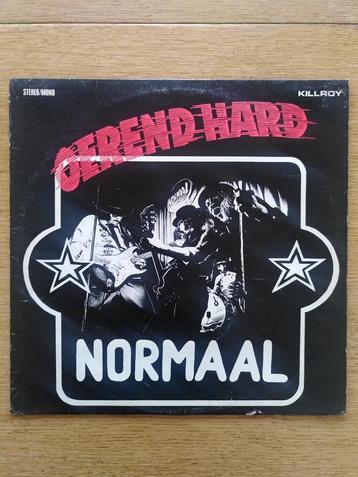 STEREO/MONO
KILLROY
OEREND HARD
NORMAAL